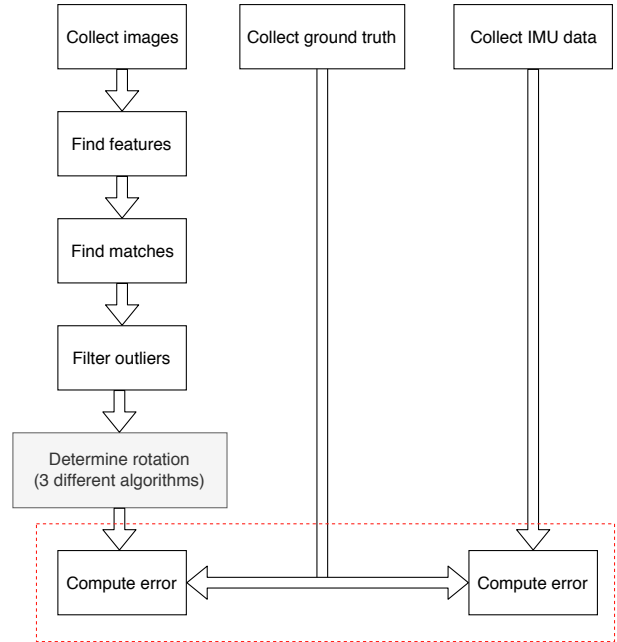 Collect images
Collect ground truth
Collect IMU data
Find features
Find matches
Filter outliers
Determine rotation
(3 different algorithms)
Compute error
Compute error